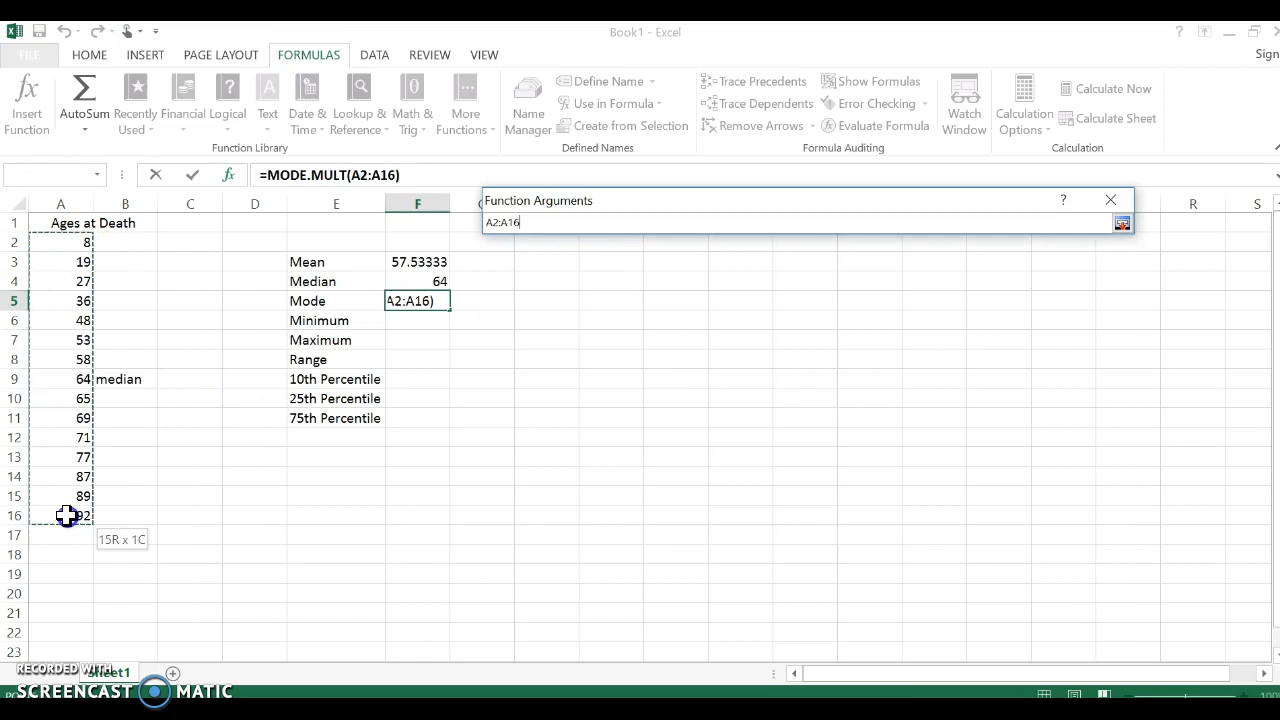 Book1 - Excel
?
FILE HOME INSERT PAGE LAYOUT FORMULAS DATA REVIEW VIEW Sign
fx Insert Function
Σ AutoSum
Recently Used
Financial
Logical
Text
Date & Time
Lookup & Reference
Math & Trig
More Functions
Function Library
Name Manager
Define Name
Use in Formula
Create from Selection
Defined Names
Trace Precedents
Trace Dependents
Remove Arrows
Show Formulas
Error Checking
Evaluate Formula
Formula Auditing
Watch Window
Calculation Options
Calculate Now
Calculate Sheet
Calculation
fx =MODE.MULT(A2:A16)
Function Arguments ?
A2:A16
A B C D E F R S
1 Ages at Death
2 8
3 19 Mean 57.53333
4 27 Median 64
5 36 Mode A2:A16)
6 48 Minimum
7 53 Maximum
8 58 Range
9 64 median 10th Percentile
10 65 25th Percentile
11 69 75th Percentile
12 71
13 77
14 87
15 89
16 92
17 15R x 1C
18
19
20
21
22
23
Sheet1
RECORDED WITH
SCREENCAST MATIC